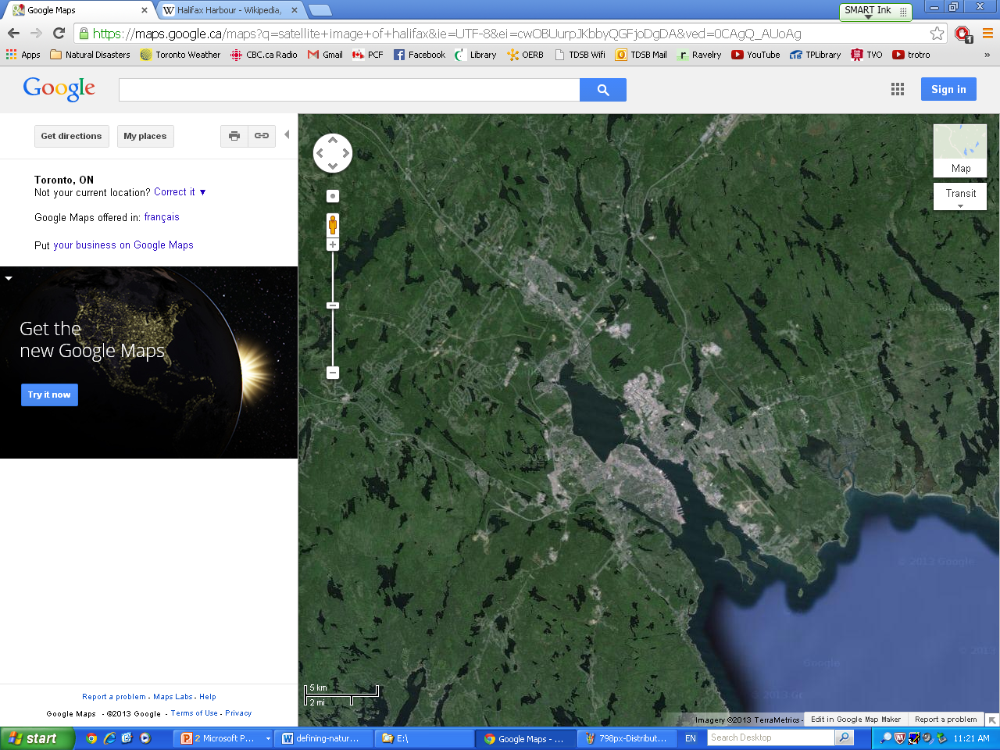 Google Maps
Halifax Harbour - Wikipedia,
SMART Ink
https://maps.google.ca/maps?q=satellite+image+of+halifax&ie=UTF-8&ei=cwOBUurpJKbbyQGFjoDgDA&ved=0CAgQ_AUoAg
1
Apps Natural Disasters Toronto Weather CBC.ca Radio Gmail PCF Facebook Library OERB TDSB Wifi TDSB Mail Ravelry YouTube TPLibrary TVO trotro »
Google
Sign in
Get directions My places
Map
Transit
Toronto, ON
Not your current location? Correct it ▼
Google Maps offered in: français
Put your business on Google Maps
Get the
new Google Maps
Try it now
© 2012 Google
Google
© 2013
5 km
2 mi
Report a problem - Maps Labs - Help
Google Maps - ©2013 Google - Terms of Use - Privacy
Imagery ©2013 TerraMetrics -
Edit in Google Map Maker
Report a problem
start
2 Microsoft P...
defining-natur...
E:\
Google Maps - ...
798px-Distribut...
EN
Search Desktop
11:21 AM